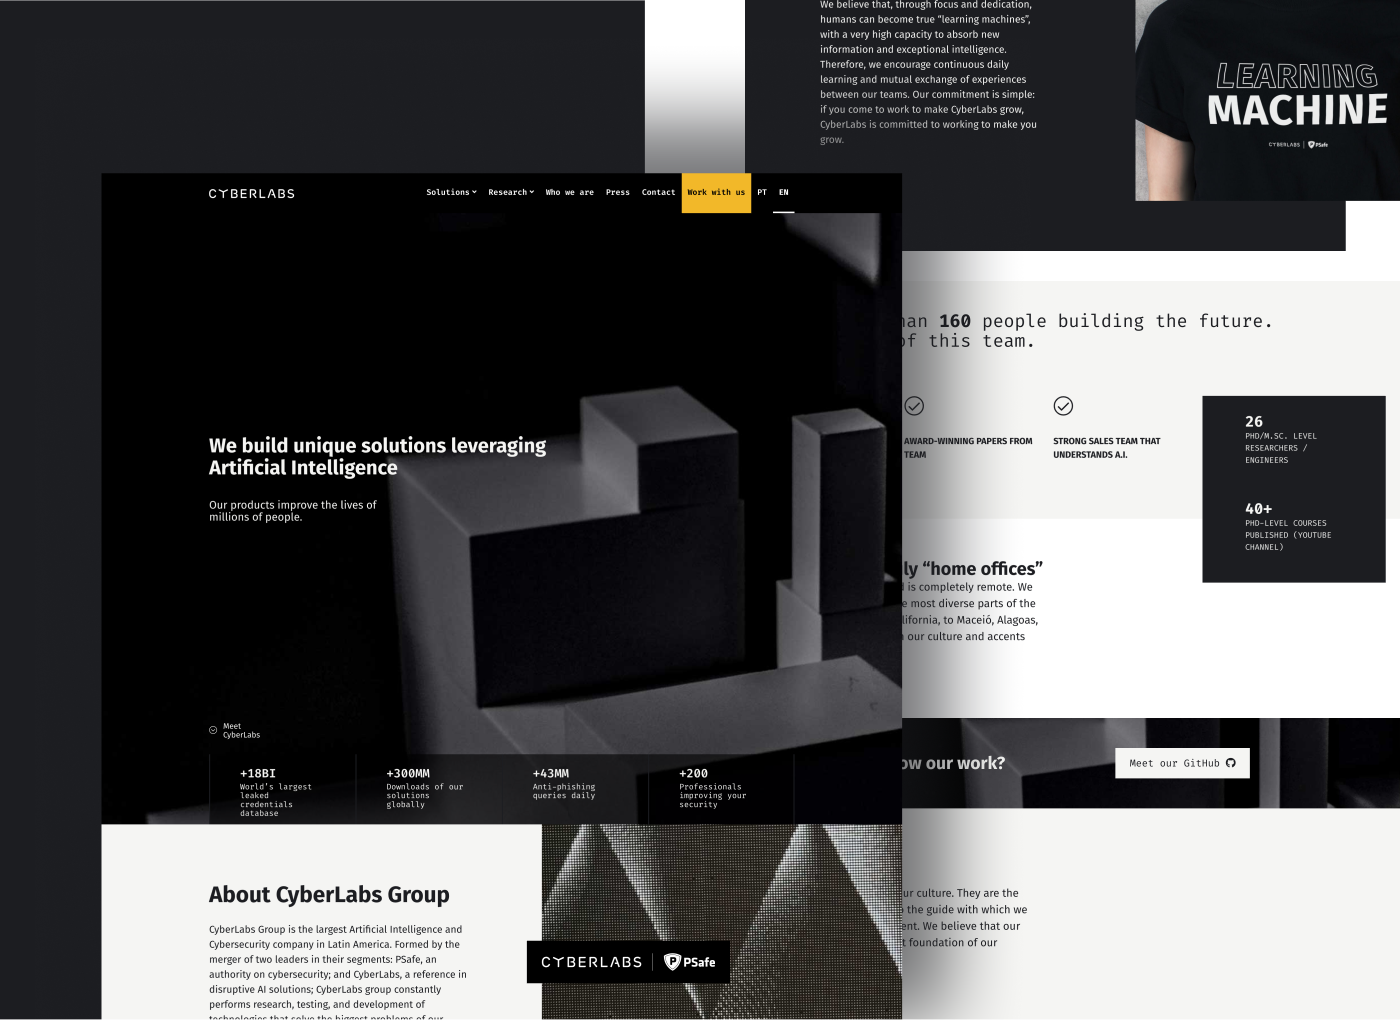 We believe that, through focus and dedication,
humans can become true “learning machines”,
with a very high capacity to absorb new
information and exceptional intelligence.
Therefore, we encourage continuous daily
learning and mutual exchange of experiences
between our teams. Our commitment is simple:
if you come to work to make CyberLabs grow,
CyberLabs is committed to working to make you
grow.
LEARNING
MACHINE
CYBERLABS | PSafe
CYBERLABS
Solutions Research Who we are Press Contact Work with us PT EN
We build unique solutions leveraging
Artificial Intelligence
Our products improve the lives of
millions of people.
Meet
CyberLabs
+18BI
World's largest
leaked
credentials
database
+300MM
Downloads of our
solutions
globally
+43MM
Anti-phishing
queries daily
+200
Professionals
improving your
security
About CyberLabs Group
CyberLabs Group is the largest Artificial Intelligence and
Cybersecurity company in Latin America. Formed by the
merger of two leaders in their segments: PSafe, an
authority on cybersecurity; and CyberLabs, a reference in
disruptive AI solutions; CyberLabs group constantly
performs research, testing, and development of
technologies that solve the biggest problems of our
CYBERLABS | PSafe
160 people building the future.
of this team.
AWARD-WINNING PAPERS FROM
TEAM
STRONG SALES TEAM THAT
UNDERSTANDS A.I.
26
PHD/M.SC. LEVEL
RESEARCHERS /
ENGINEERS
40+
PHD-LEVEL COURSES
PUBLISHED (YOUTUBE
CHANNEL)
ly “home offices”
is completely remote. We
most diverse parts of the
lifornia, to Maceió, Alagoas,
our culture and accents
ow our work?
Meet our GitHub
ur culture. They are the
the guide with which we
ent. We believe that our
t foundation of our